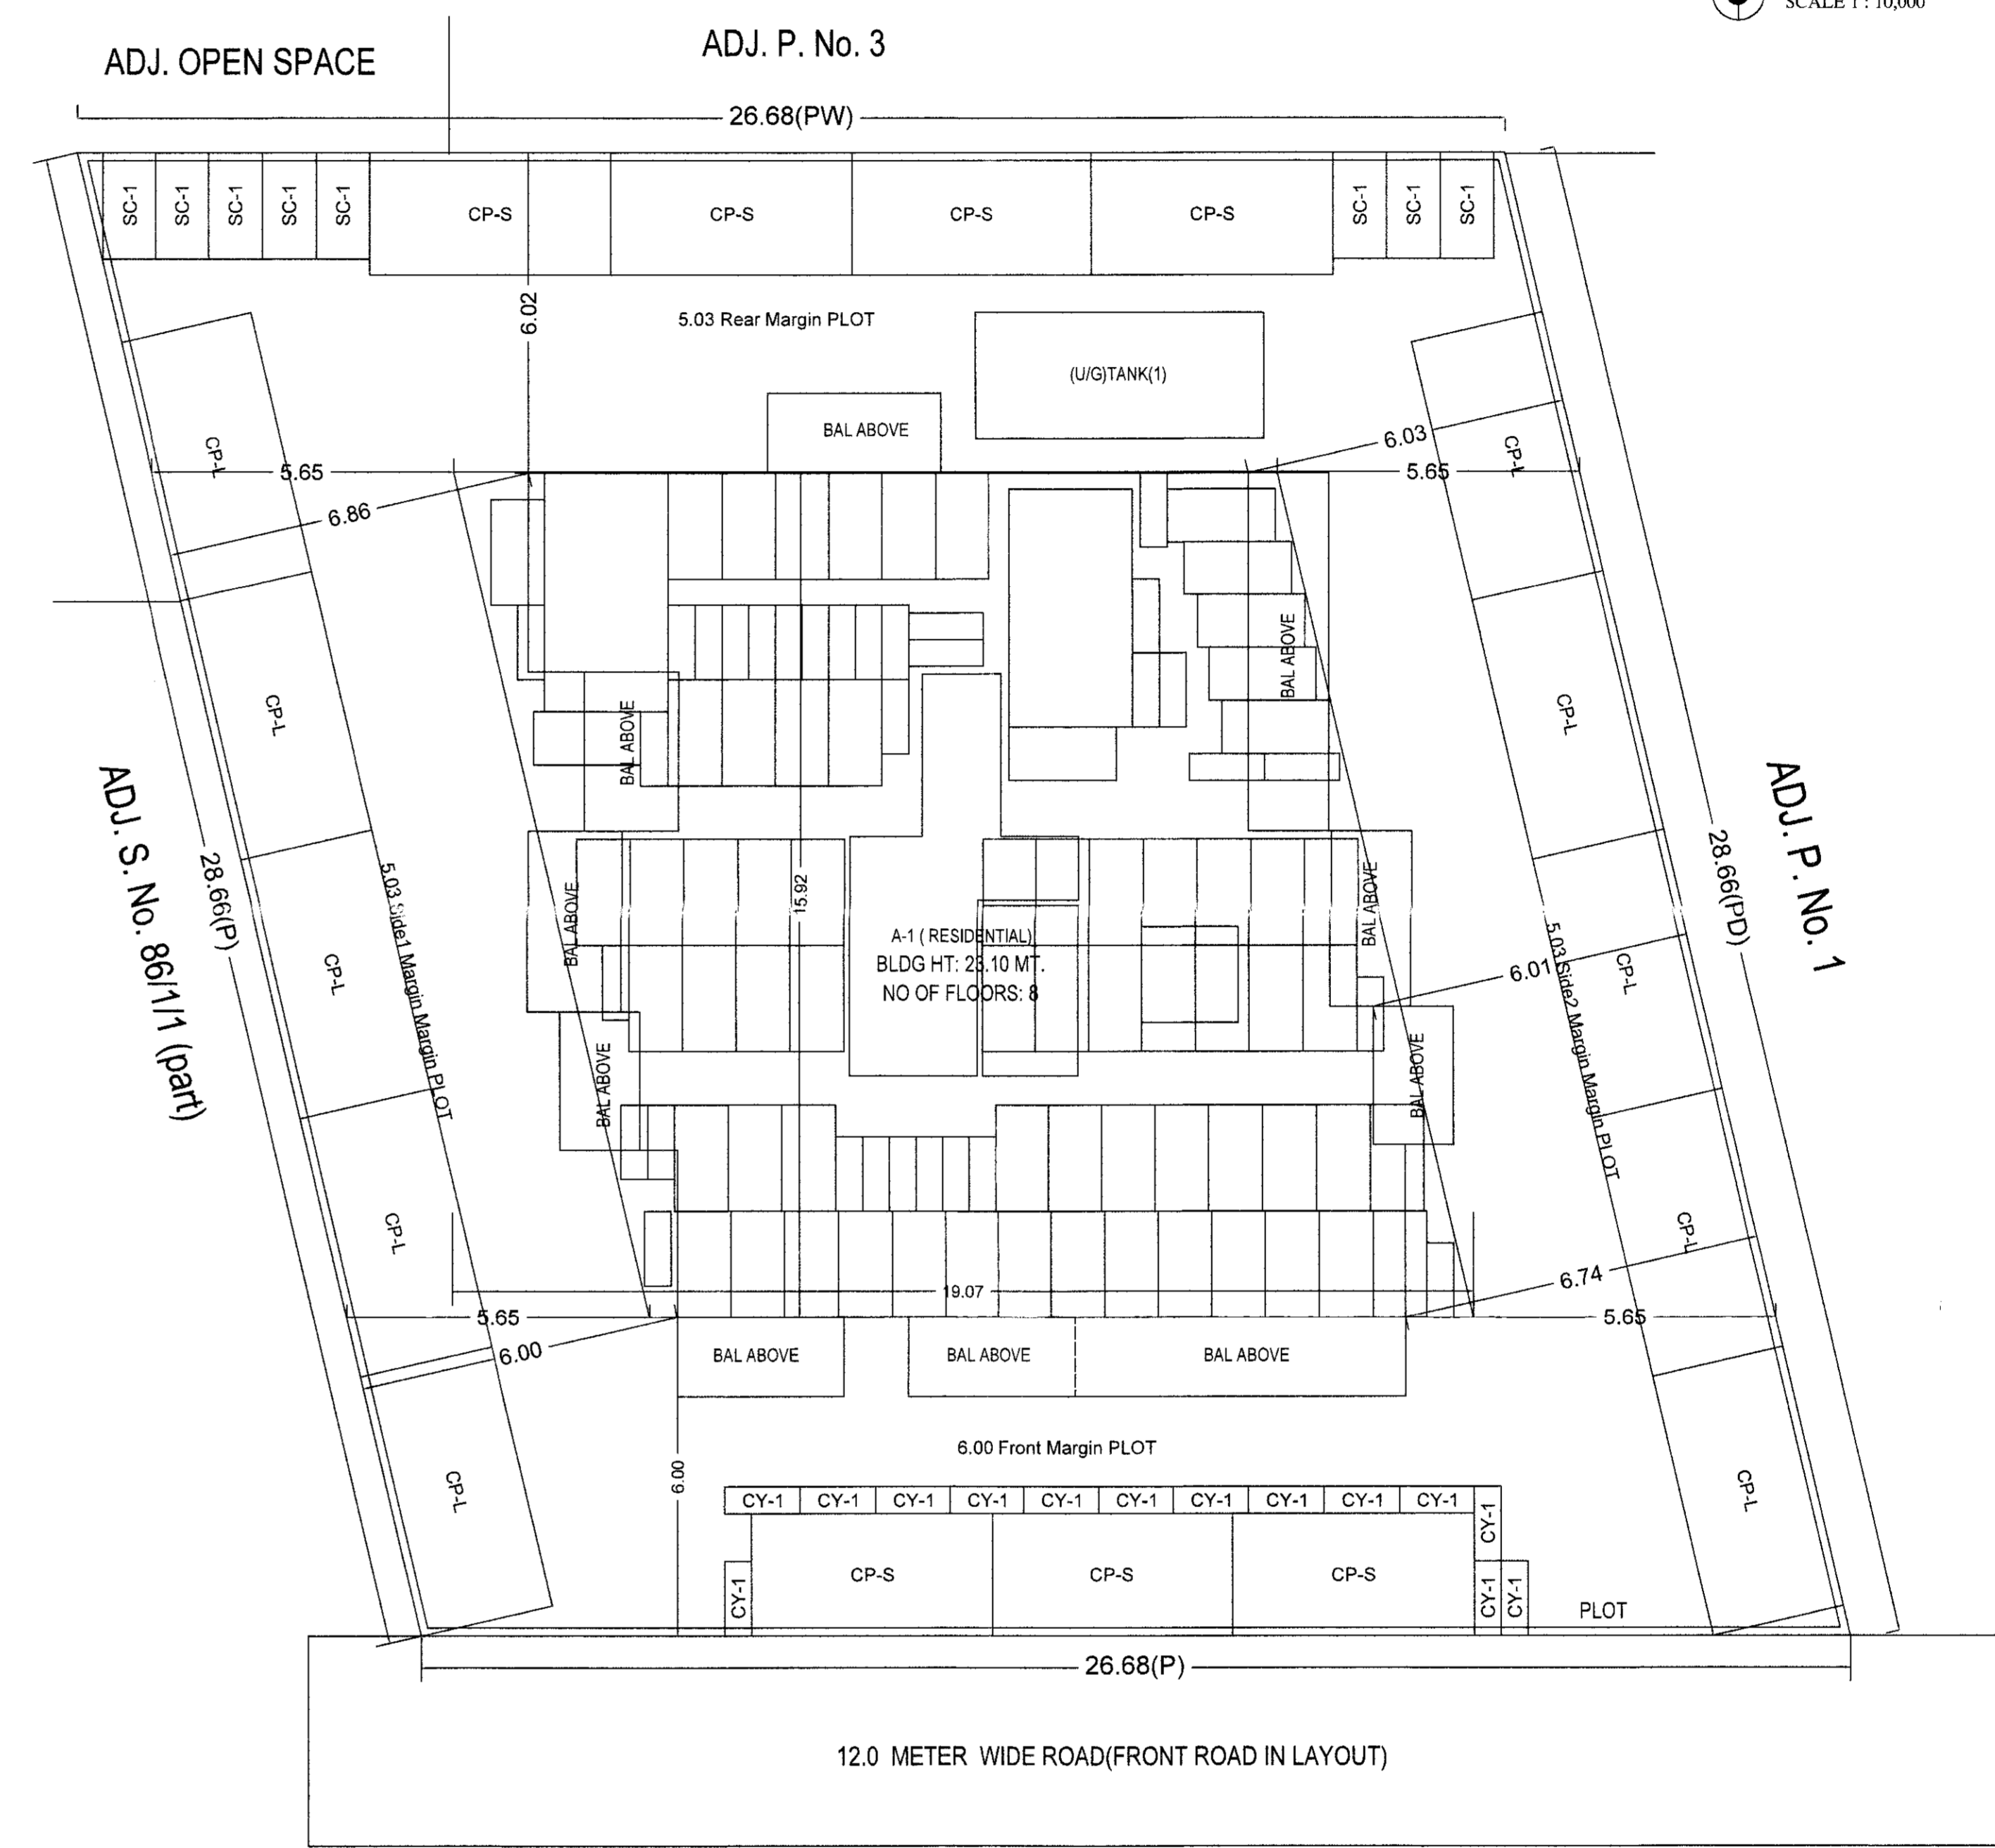 SCALE 1 : 10,000
ADJ. OPEN SPACE
ADJ. P. No. 3
26.68(PW)
SC-1
SC-1
SC-1
SC-1
SC-1
CP-S
CP-S
CP-S
CP-S
SC-1
SC-1
SC-1
6.02
5.03 Rear Margin PLOT
(U/G)TANK(1)
BAL ABOVE
CP-L
5.65
6.86
6.03
CP-L
5.65
BAL ABOVE
BAL ABOVE
CP-L
CP-L
ADJ. S. No. 86/1/1 (part)
28.66(P)
5.03 Side1 Margin Margin PLOT
CP-L
BAL ABOVE
15.92
A-1 ( RESIDENTIAL)
BLDG HT: 23.10 MT.
NO OF FLOORS: 8
BAL ABOVE
6.01
5.03 Side2 Margin Margin PLOT
CP-L
28.66(PD)
ADJ. P. No. 1
BAL ABOVE
BAL ABOVE
CP-L
CP-L
19.07
6.74
5.65
5.65
6.00
BAL ABOVE
BAL ABOVE
BAL ABOVE
6.00 Front Margin PLOT
6.00
CP-L
CP-L
CY-1
CY-1
CY-1
CY-1
CY-1
CY-1
CY-1
CY-1
CY-1
CY-1
CY-1
CY-1
CP-S
CP-S
CP-S
CY-1
CY-1
PLOT
26.68(P)
12.0 METER WIDE ROAD(FRONT ROAD IN LAYOUT)